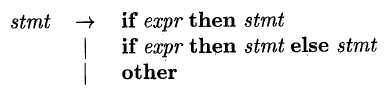 stmt → if expr then stmt
| if expr then stmt else stmt
| other